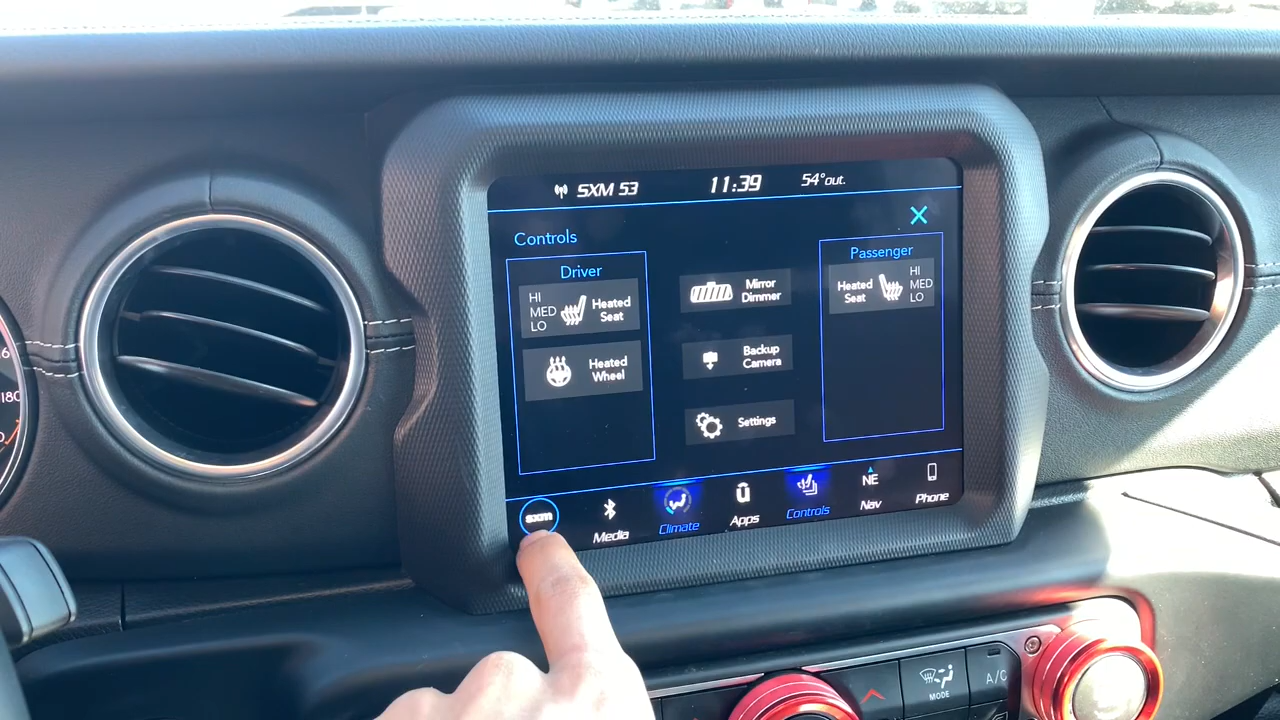 SXM 53
11:39
54°out.
Controls
Driver
HI
MED
LO
Heated
Seat
Heated
Wheel
Mirror
Dimmer
Backup
Camera
Settings
Passenger
Heated
Seat
HI
MED
LO
sxm
Media
Climate
Apps
Controls
NE
Nav
Phone
MODE
A/C
180